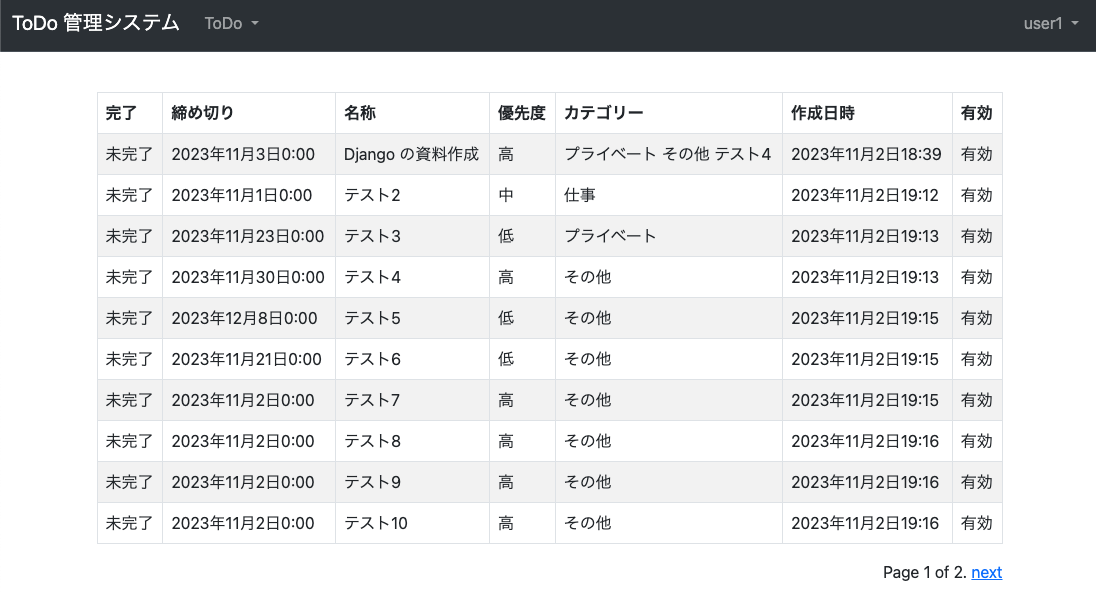 ToDo 管理システム ToDo user1
完了 締め切り 名称 優先度 カテゴリー 作成日時 有効
未完了 2023年11月3日0:00 Django の資料作成 高 プライベート その他 テスト4 2023年11月2日18:39 有効
未完了 2023年11月1日0:00 テスト2 中 仕事 2023年11月2日19:12 有効
未完了 2023年11月23日0:00 テスト3 低 プライベート 2023年11月2日19:13 有効
未完了 2023年11月30日0:00 テスト4 高 その他 2023年11月2日19:13 有効
未完了 2023年12月8日0:00 テスト5 低 その他 2023年11月2日19:15 有効
未完了 2023年11月21日0:00 テスト6 低 その他 2023年11月2日19:15 有効
未完了 2023年11月2日0:00 テスト7 高 その他 2023年11月2日19:15 有効
未完了 2023年11月2日0:00 テスト8 高 その他 2023年11月2日19:16 有効
未完了 2023年11月2日0:00 テスト9 高 その他 2023年11月2日19:16 有効
未完了 2023年11月2日0:00 テスト10 高 その他 2023年11月2日19:16 有効
Page 1 of 2. next